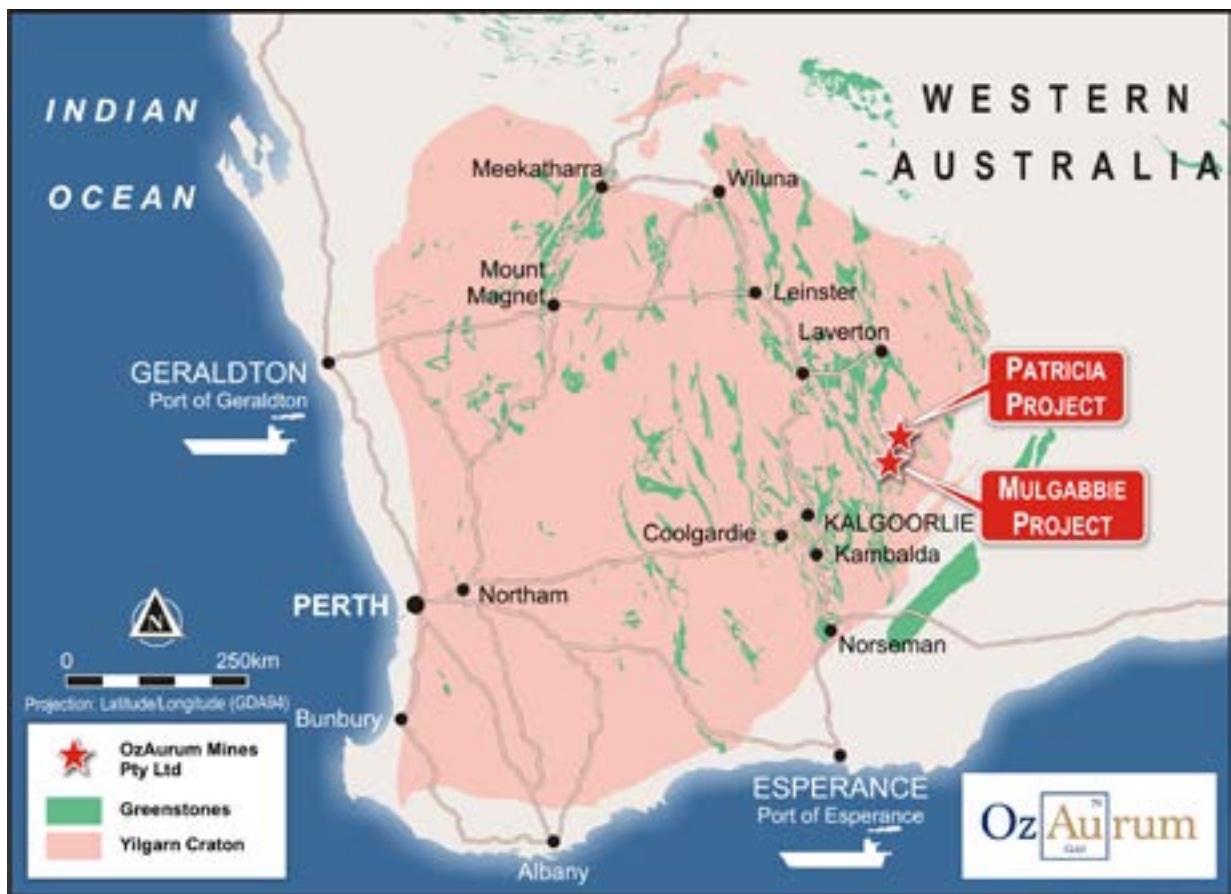 INDIAN
OCEAN
WESTERN
AUSTRALIA
Meekatharra
Wiluna
Mount
Magnet
Leinster
Laverton
GERALDTON
Port of Geraldton
PATRICIA
PROJECT
MULGABBIE
PROJECT
KALGOORLIE
Coolgardie
Kambalda
Northam
PERTH
Norseman
N
0 250km
Projection: Latitude/Longitude (GDA94)
Bunbury
OzAurum Mines
Pty Ltd
Greenstones
Yilgarn Craton
ESPERANCE
Port of Esperance
Albany
79
OzAurum